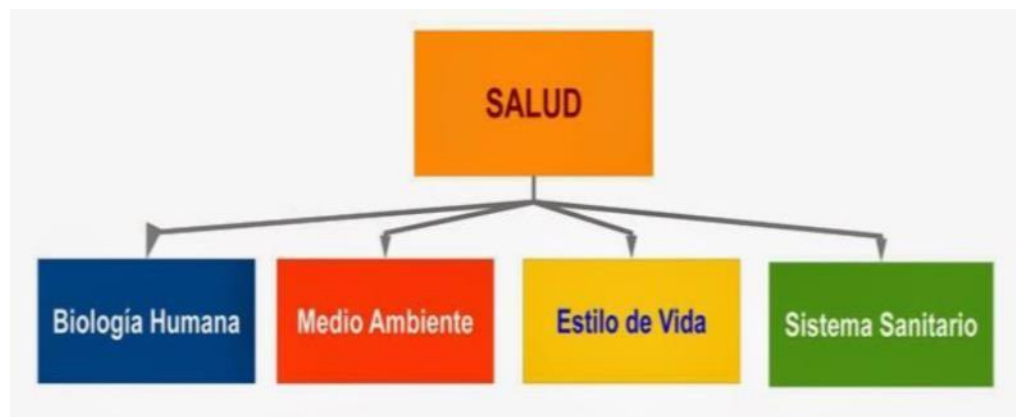 SALUD
Biología Humana
Medio Ambiente
Estilo de Vida
Sistema Sanitario